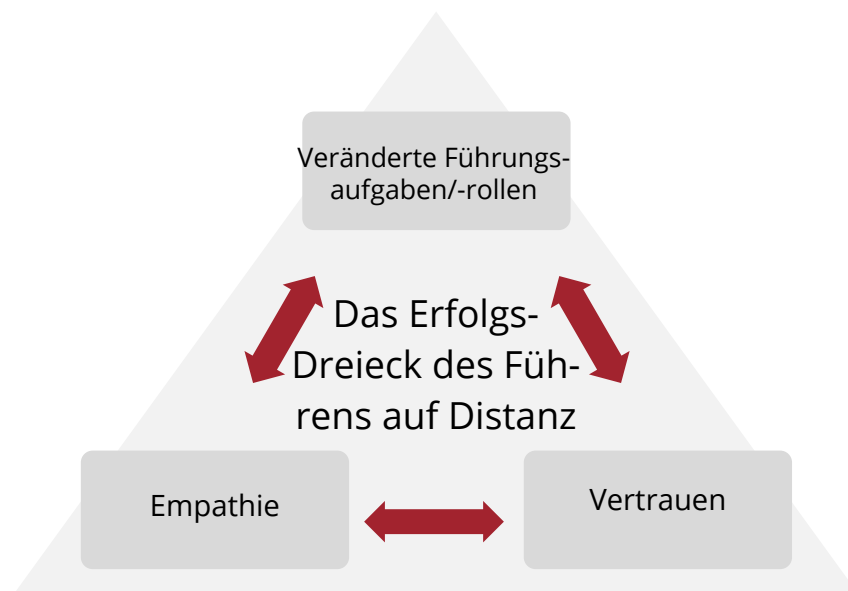 Veränderte Führungs-
aufgaben/-rollen
Das Erfolgs-
Dreieck des Füh-
rens auf Distanz
Empathie
Vertrauen